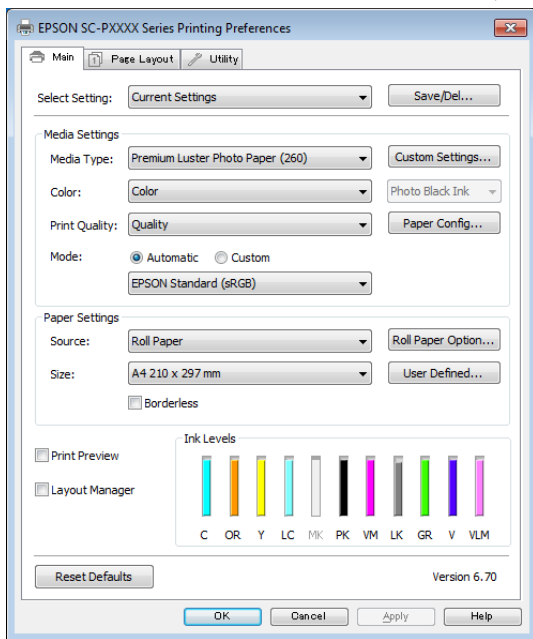 EPSON SC-PXXXX Series Printing Preferences
Main Page Layout Utility
Select Setting: Current Settings Save/Del...
Media Settings
Media Type: Premium Luster Photo Paper (260) Custom Settings...
Color: Color Photo Black Ink
Print Quality: Quality Paper Config...
Mode: Automatic Custom
EPSON Standard (sRGB)
Paper Settings
Source: Roll Paper Roll Paper Option...
Size: A4 210 x 297 mm User Defined...
Borderless
Ink Levels
Print Preview
Layout Manager
C OR Y LC MK PK VM LK GR V VLM
Reset Defaults Version 6.70
OK Cancel Apply Help